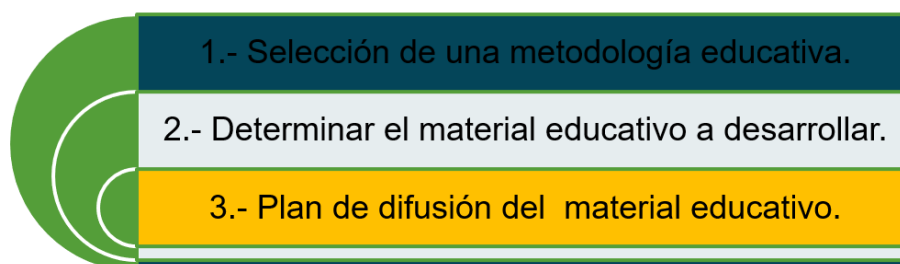 1.- Selección de una metodología educativa.
2.- Determinar el material educativo a desarrollar.
3.- Plan de difusión del  material educativo.